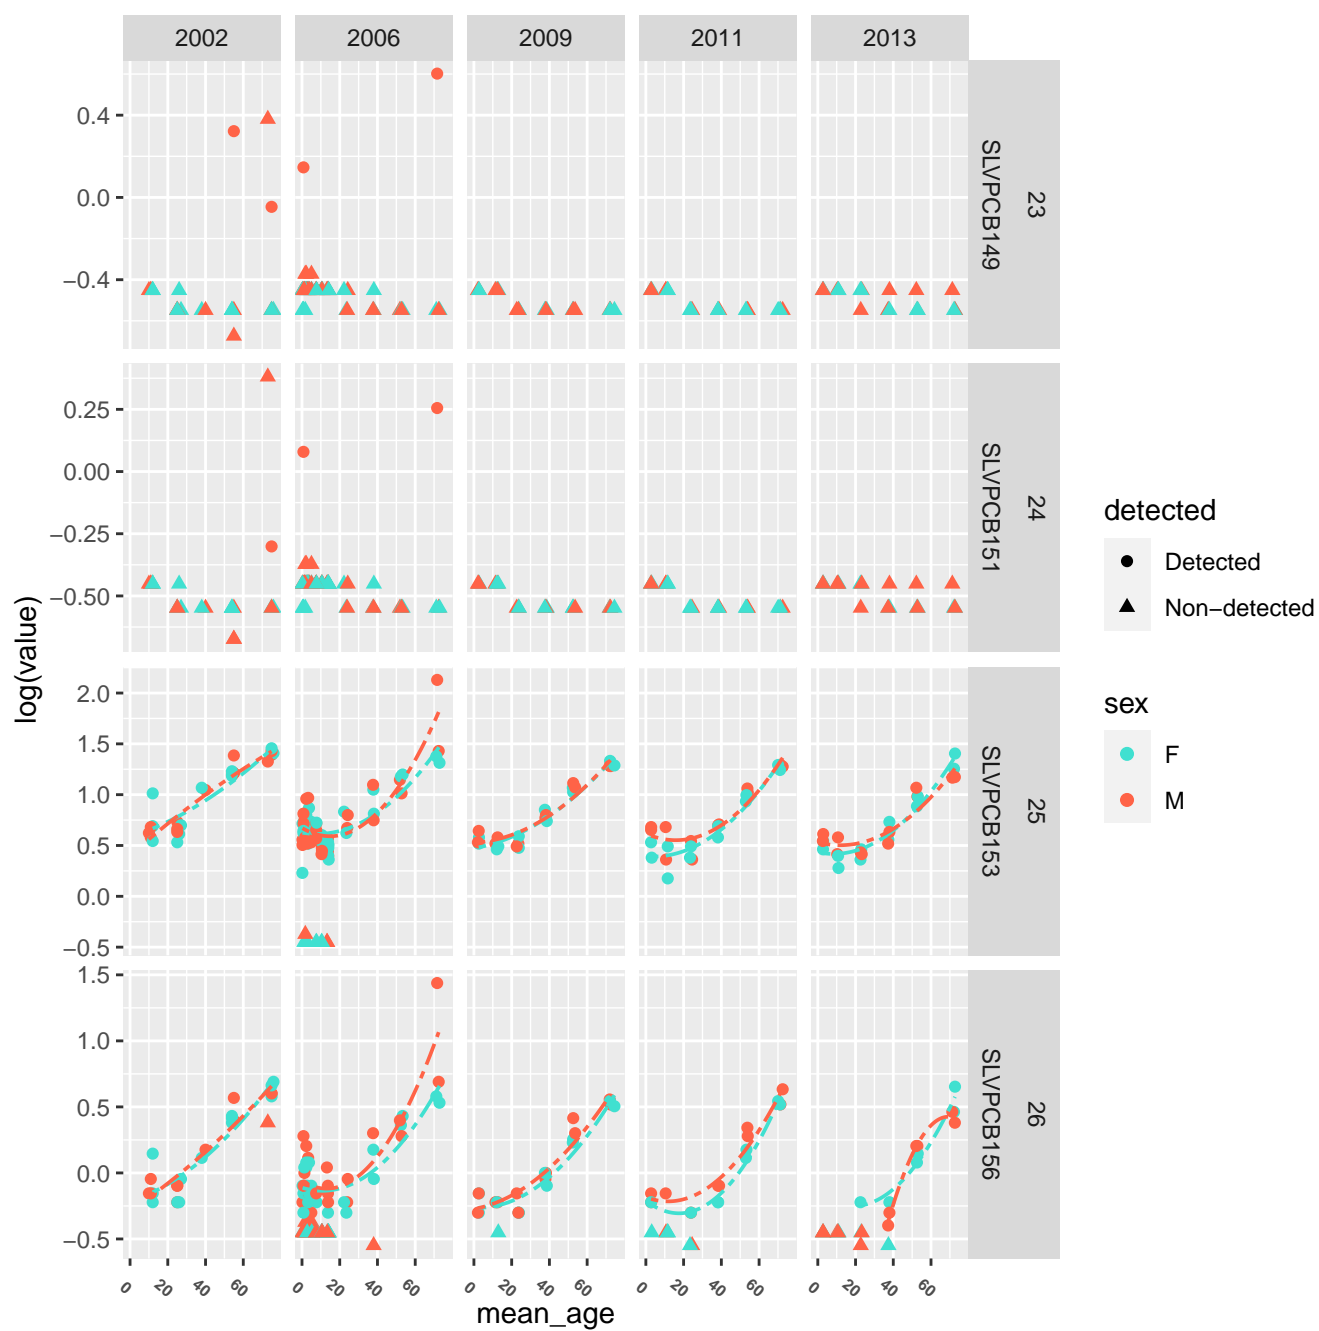 2002 2006 2009 2011 2013
0.4
0.0
−0.4
SLVPCB149
23
0.25
0.00
−0.25
−0.50
SLVPCB151
24
2.0
1.5
1.0
0.5
0.0
−0.5
SLVPCB153
25
1.5
1.0
0.5
0.0
−0.5
SLVPCB156
26
0 20 40 60 0 20 40 60 0 20 40 60 0 20 40 60 0 20 40 60
mean_age
log(value)
detected
Detected
Non−detected
sex
F
M